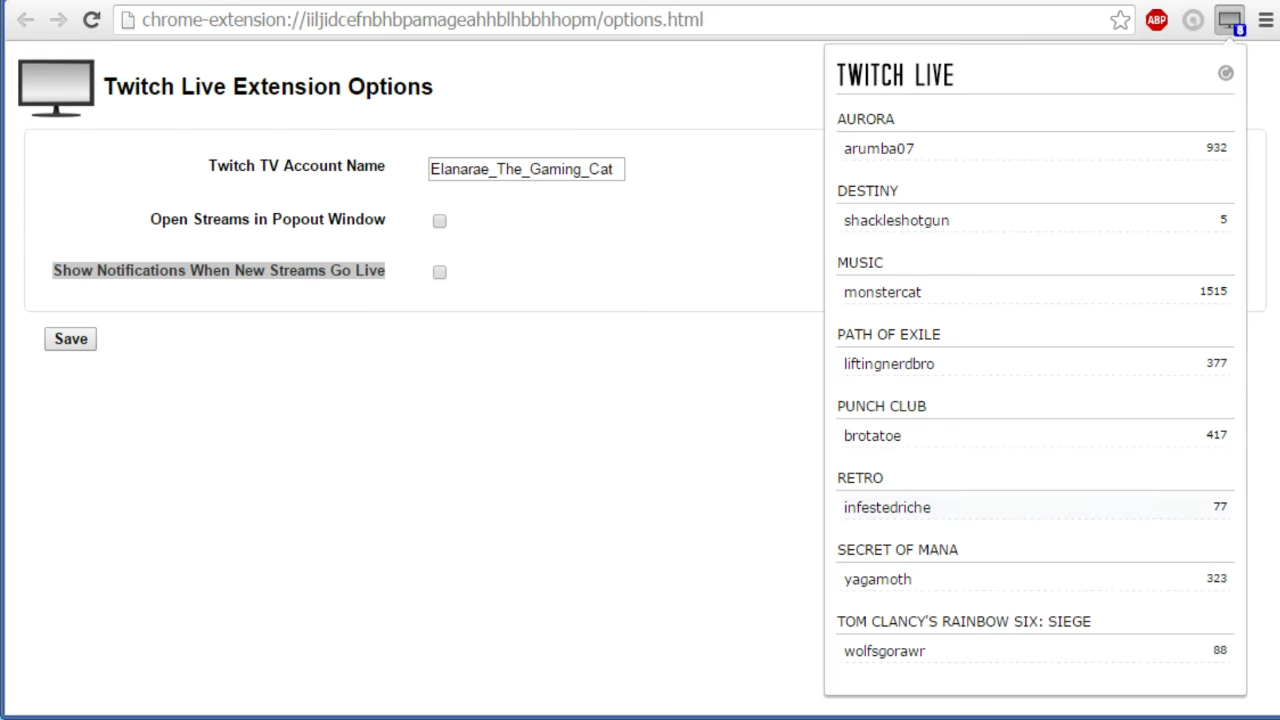 chrome-extension://iiljidcefnbhbpamageahhblhbbhhopm/options.html
ABP
8
Twitch Live Extension Options
Twitch TV Account Name
Elanarae_The_Gaming_Cat
Open Streams in Popout Window
Show Notifications When New Streams Go Live
Save
TWITCH LIVE
AURORA
arumba07 932
DESTINY
shackleshotgun 5
MUSIC
monstercat 1515
PATH OF EXILE
liftingnerdbro 377
PUNCH CLUB
brotatoe 417
RETRO
infestedriche 77
SECRET OF MANA
yagamoth 323
TOM CLANCY'S RAINBOW SIX: SIEGE
wolfsgorawr 88